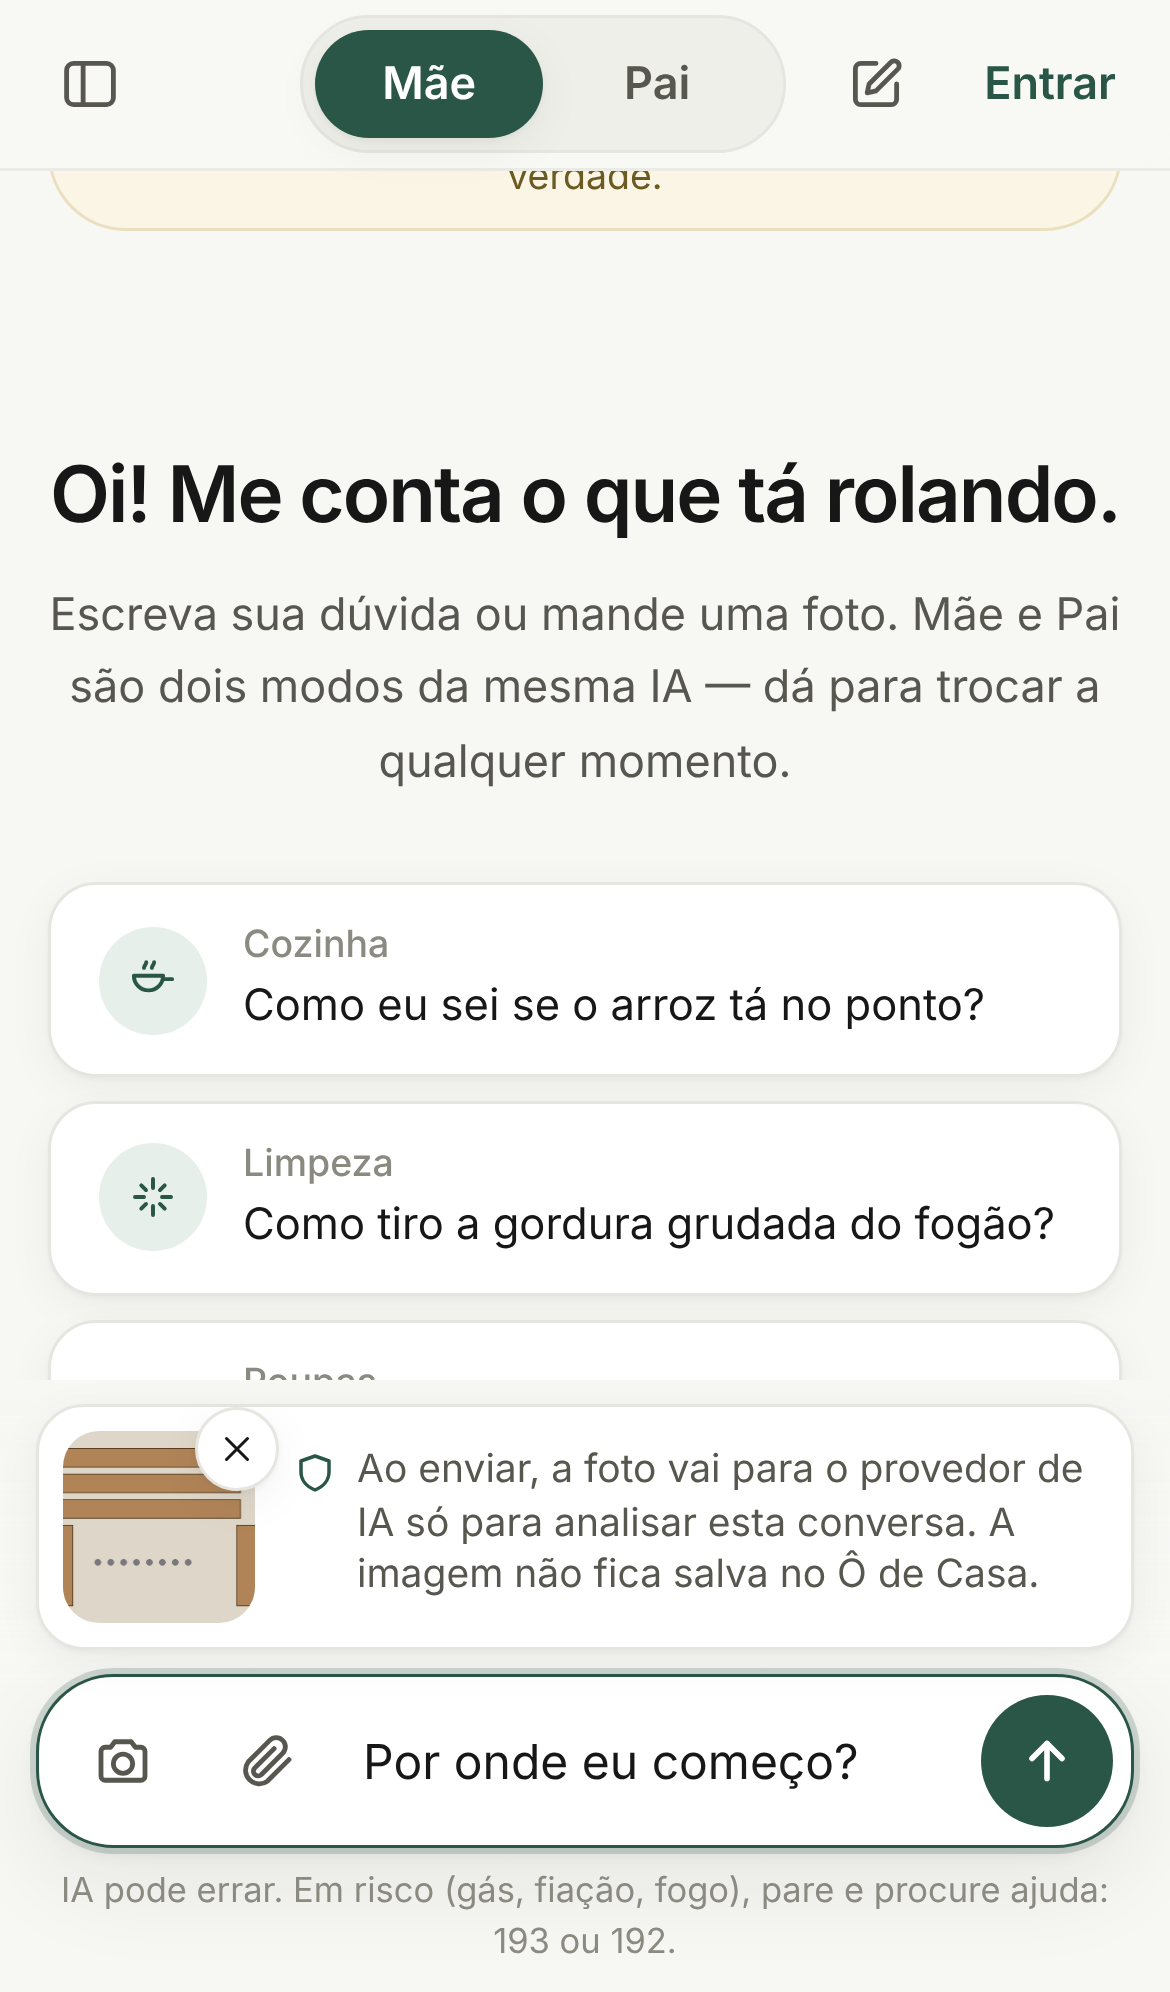 Mãe
Pai
Entrar
verdade.
Oi! Me conta o que tá rolando.
Escreva sua dúvida ou mande uma foto. Mãe e Pai
são dois modos da mesma IA — dá para trocar a
qualquer momento.
Cozinha
Como eu sei se o arroz tá no ponto?
Limpeza
Como tiro a gordura grudada do fogão?
Roupas
Ao enviar, a foto vai para o provedor de
IA só para analisar esta conversa. A
imagem não fica salva no Ô de Casa.
Por onde eu começo?
IA pode errar. Em risco (gás, fiação, fogo), pare e procure ajuda:
193 ou 192.